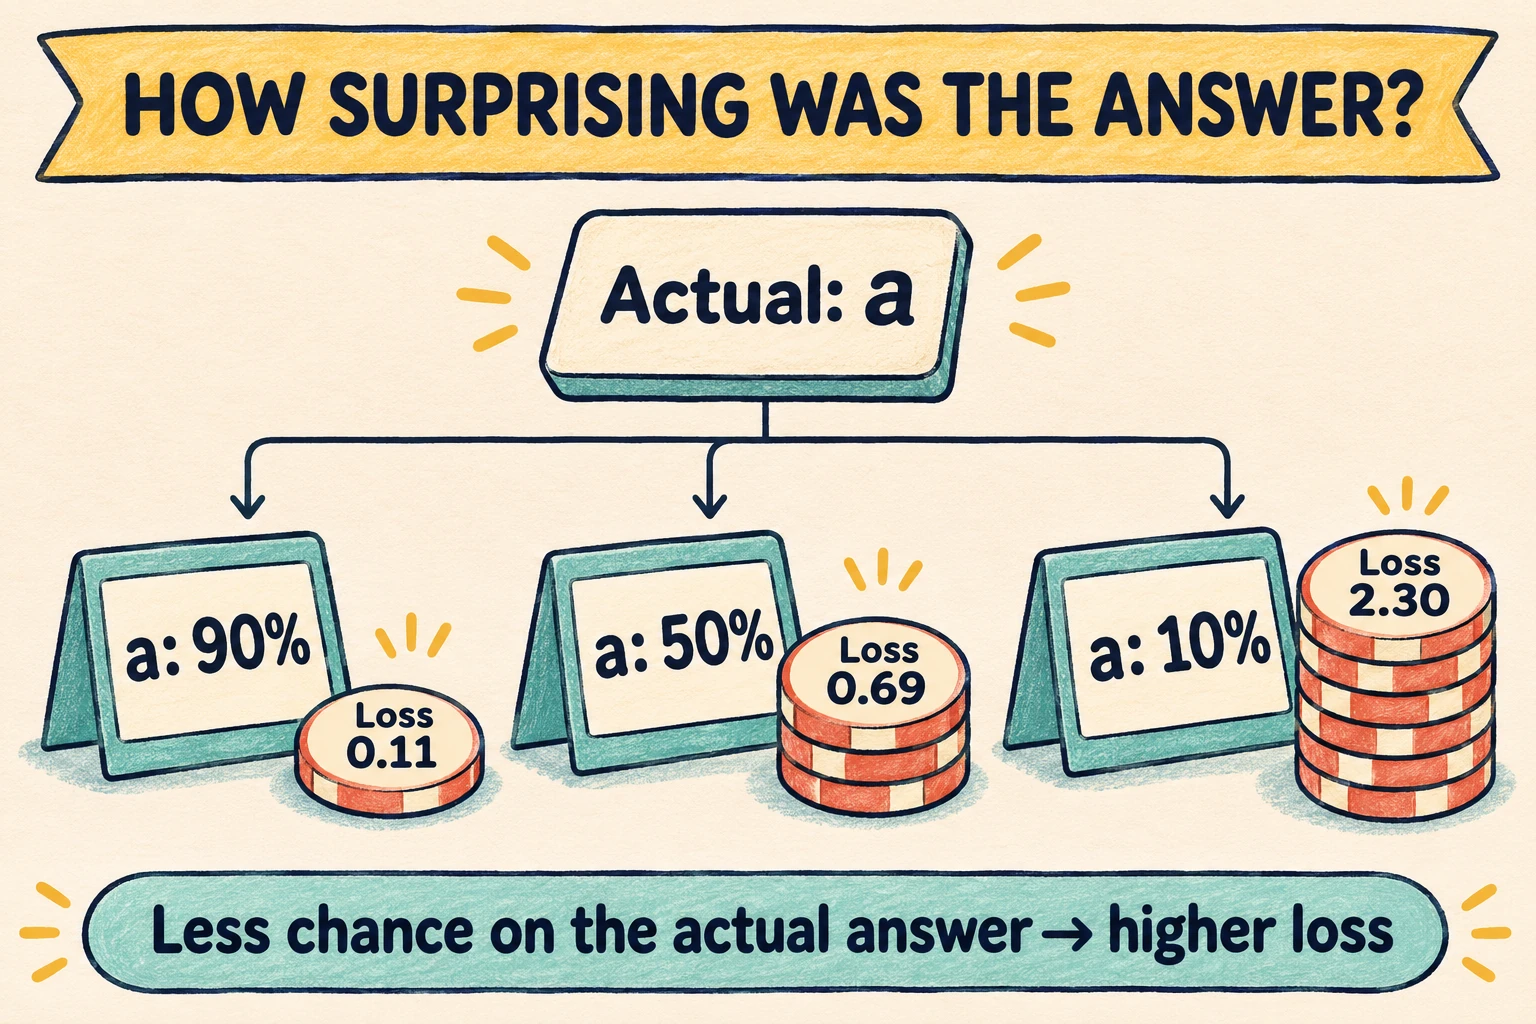 HOW SURPRISING WAS THE ANSWER?
Actual: a
a: 90%
Loss
0.11
a: 50%
Loss
0.69
a: 10%
Loss
2.30
Less chance on the actual answer → higher loss